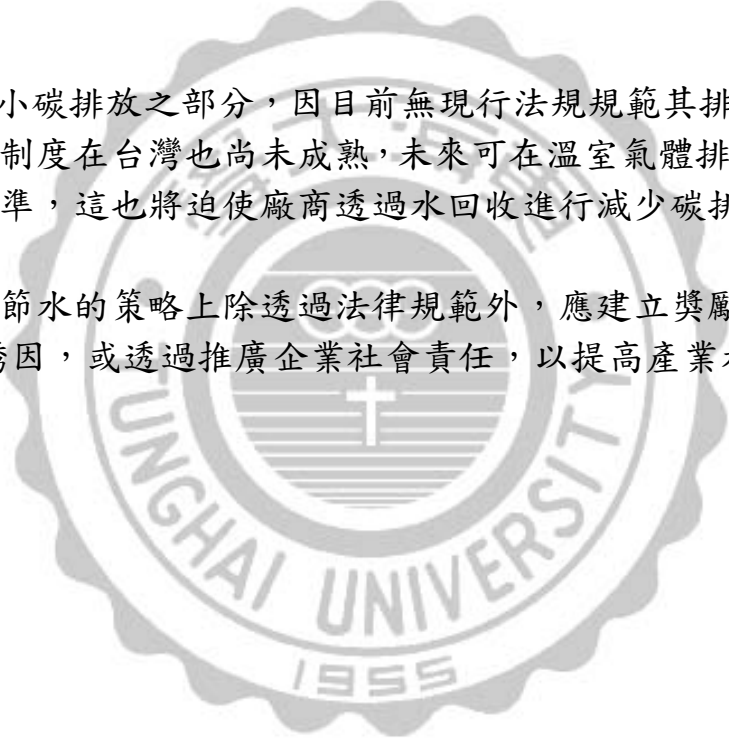 小碳排放之部分，因目前無現行法規規範其排
制度在台灣也尚未成熟，未來可在溫室氣體排
準，這也將迫使廠商透過水回收進行減少碳排
節水的策略上除透過法律規範外，應建立獎勵
誘因，或透過推廣企業社會責任，以提高產業
UNGHAI UNIVERSITY
1955